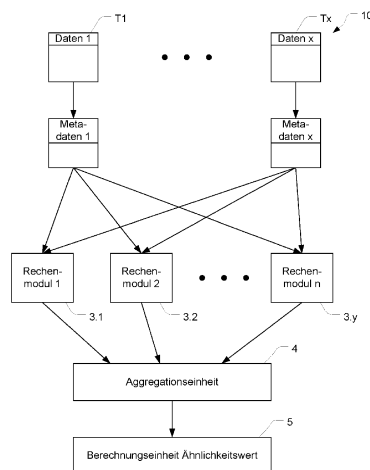 T1
Tx
10
Daten 1
Daten x
Meta-
daten 1
Meta-
daten x
Rechen-
modul 1
Rechen-
modul 2
Rechen-
modul n
3.1
3.2
3.y
4
Aggregationseinheit
5
Berechnungseinheit Ähnlichkeitswert